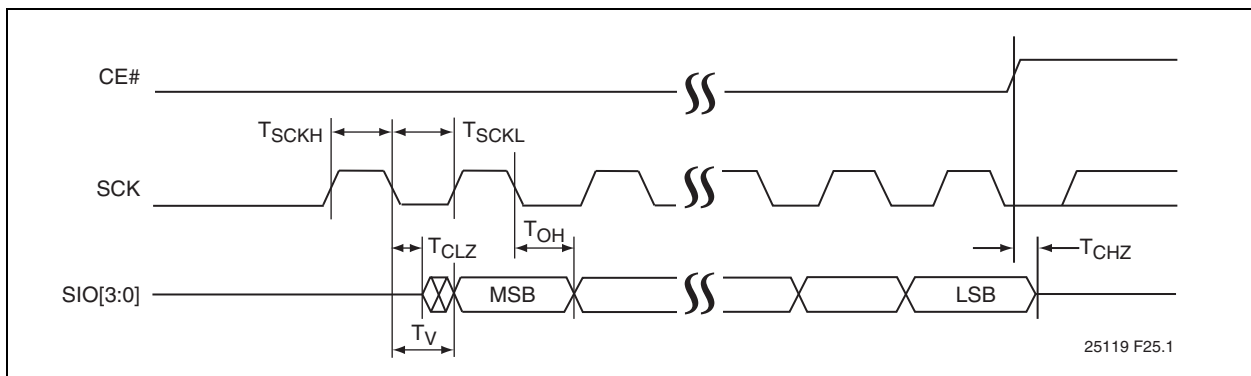 CE#
TSCKH
TSCKL
SCK
TOH
TCLZ
TCHZ
SIO[3:0]
MSB
LSB
TV
25119 F25.1